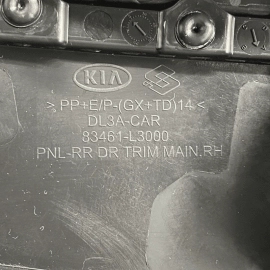 KIA
>PP+E/P-(GX+TD)14<
DL3A-CAR
83461-L3000
PNL-RR DR TRIM MAIN.RH